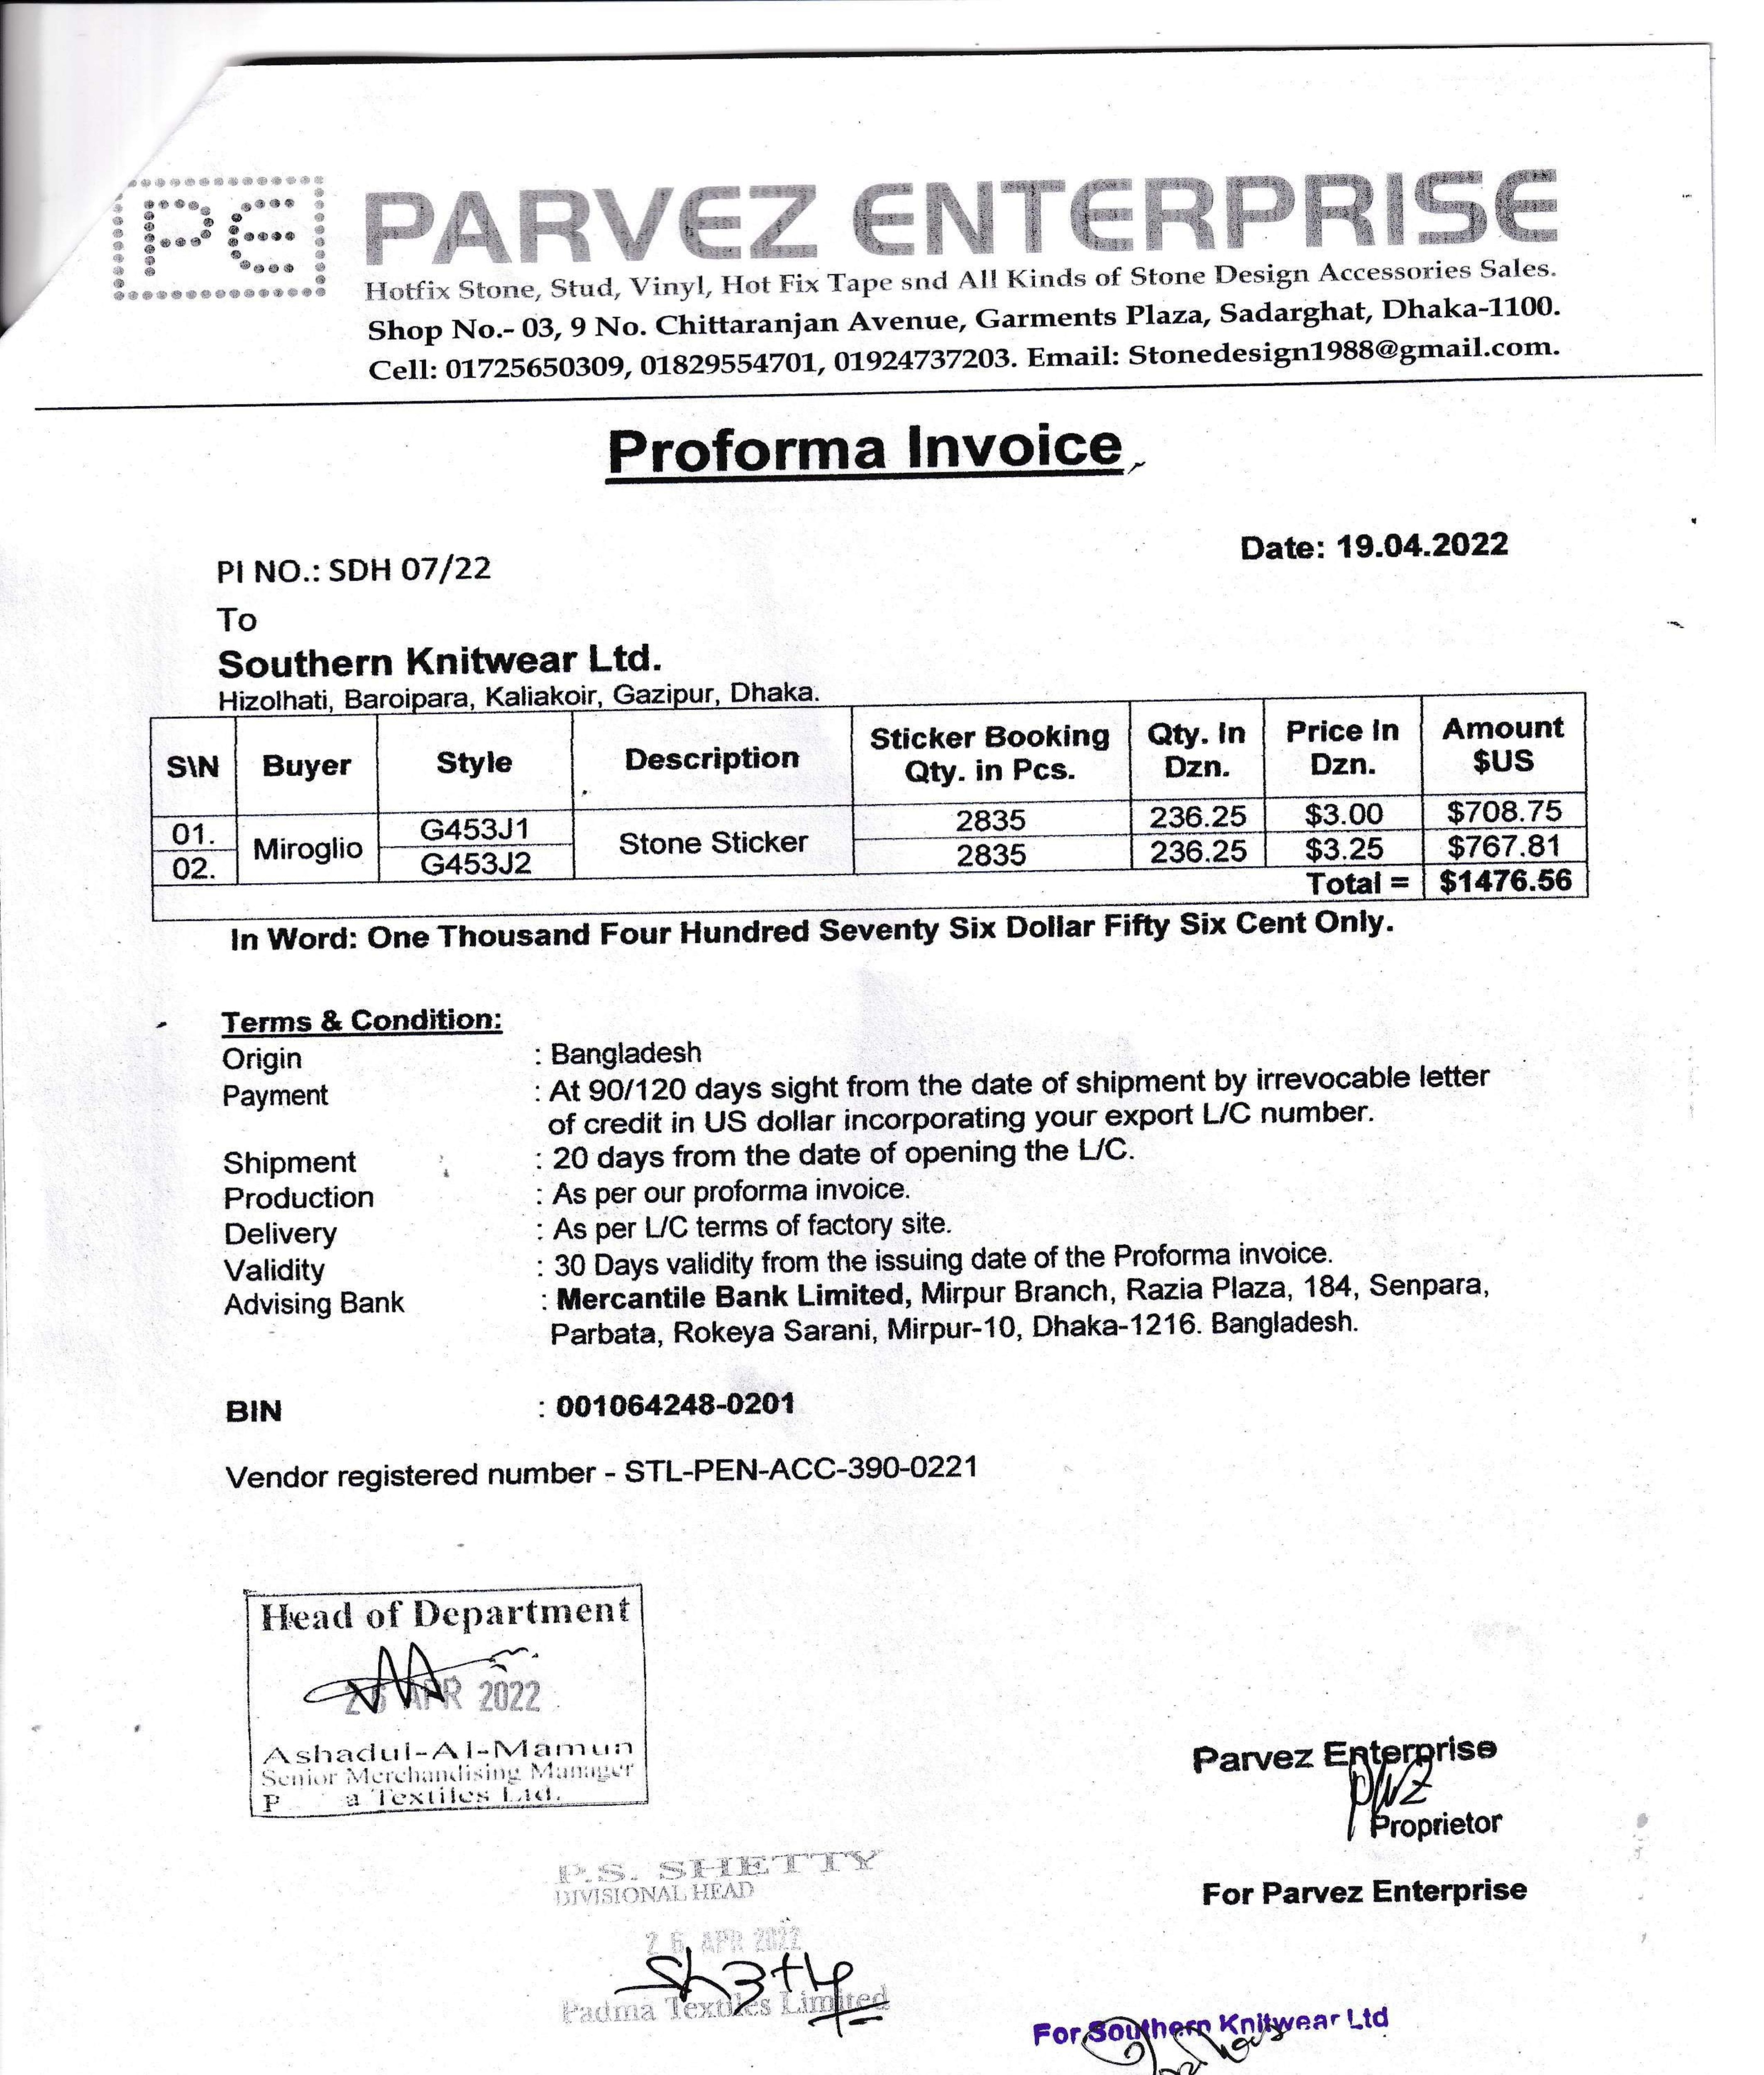 PE PARVEZ ENTERPRISE
Hotfix Stone, Stud, Vinyl, Hot Fix Tape snd All Kinds of Stone Design Accessories Sales.
Shop No.- 03, 9 No. Chittaranjan Avenue, Garments Plaza, Sadarghat, Dhaka-1100.
Cell: 01725650309, 01829554701, 01924737203. Email: Stonedesign1988@gmail.com.
Proforma Invoice
Date: 19.04.2022
PI NO.: SDH 07/22
To
Southern Knitwear Ltd.
Hizolhati, Baroipara, Kaliakoir, Gazipur, Dhaka.
S\N Buyer Style Description Sticker Booking Qty. in Pcs. Qty. In Dzn. Price In Dzn. Amount $US
01. Miroglio G453J1 Stone Sticker 2835 236.25 $3.00 $708.75
02. G453J2 2835 236.25 $3.25 $767.81
Total = $1476.56
In Word: One Thousand Four Hundred Seventy Six Dollar Fifty Six Cent Only.
Terms & Condition:
Origin : Bangladesh
Payment : At 90/120 days sight from the date of shipment by irrevocable letter
of credit in US dollar incorporating your export L/C number.
Shipment : 20 days from the date of opening the L/C.
Production : As per our proforma invoice.
Delivery : As per L/C terms of factory site.
Validity : 30 Days validity from the issuing date of the Proforma invoice.
Advising Bank : Mercantile Bank Limited, Mirpur Branch, Razia Plaza, 184, Senpara,
Parbata, Rokeya Sarani, Mirpur-10, Dhaka-1216. Bangladesh.
BIN : 001064248-0201
Vendor registered number - STL-PEN-ACC-390-0221
Head of Department
APR 2022
Ashadul-Al-Mamun
Senior Merchandising Manager
Textiles Ltd.
Parvez Enterprise
Proprietor
For Parvez Enterprise
P.S. SHETTY
DIVISIONAL HEAD
26 APR 2022
Padma Textiles Limited
For Southern Knitwear Ltd